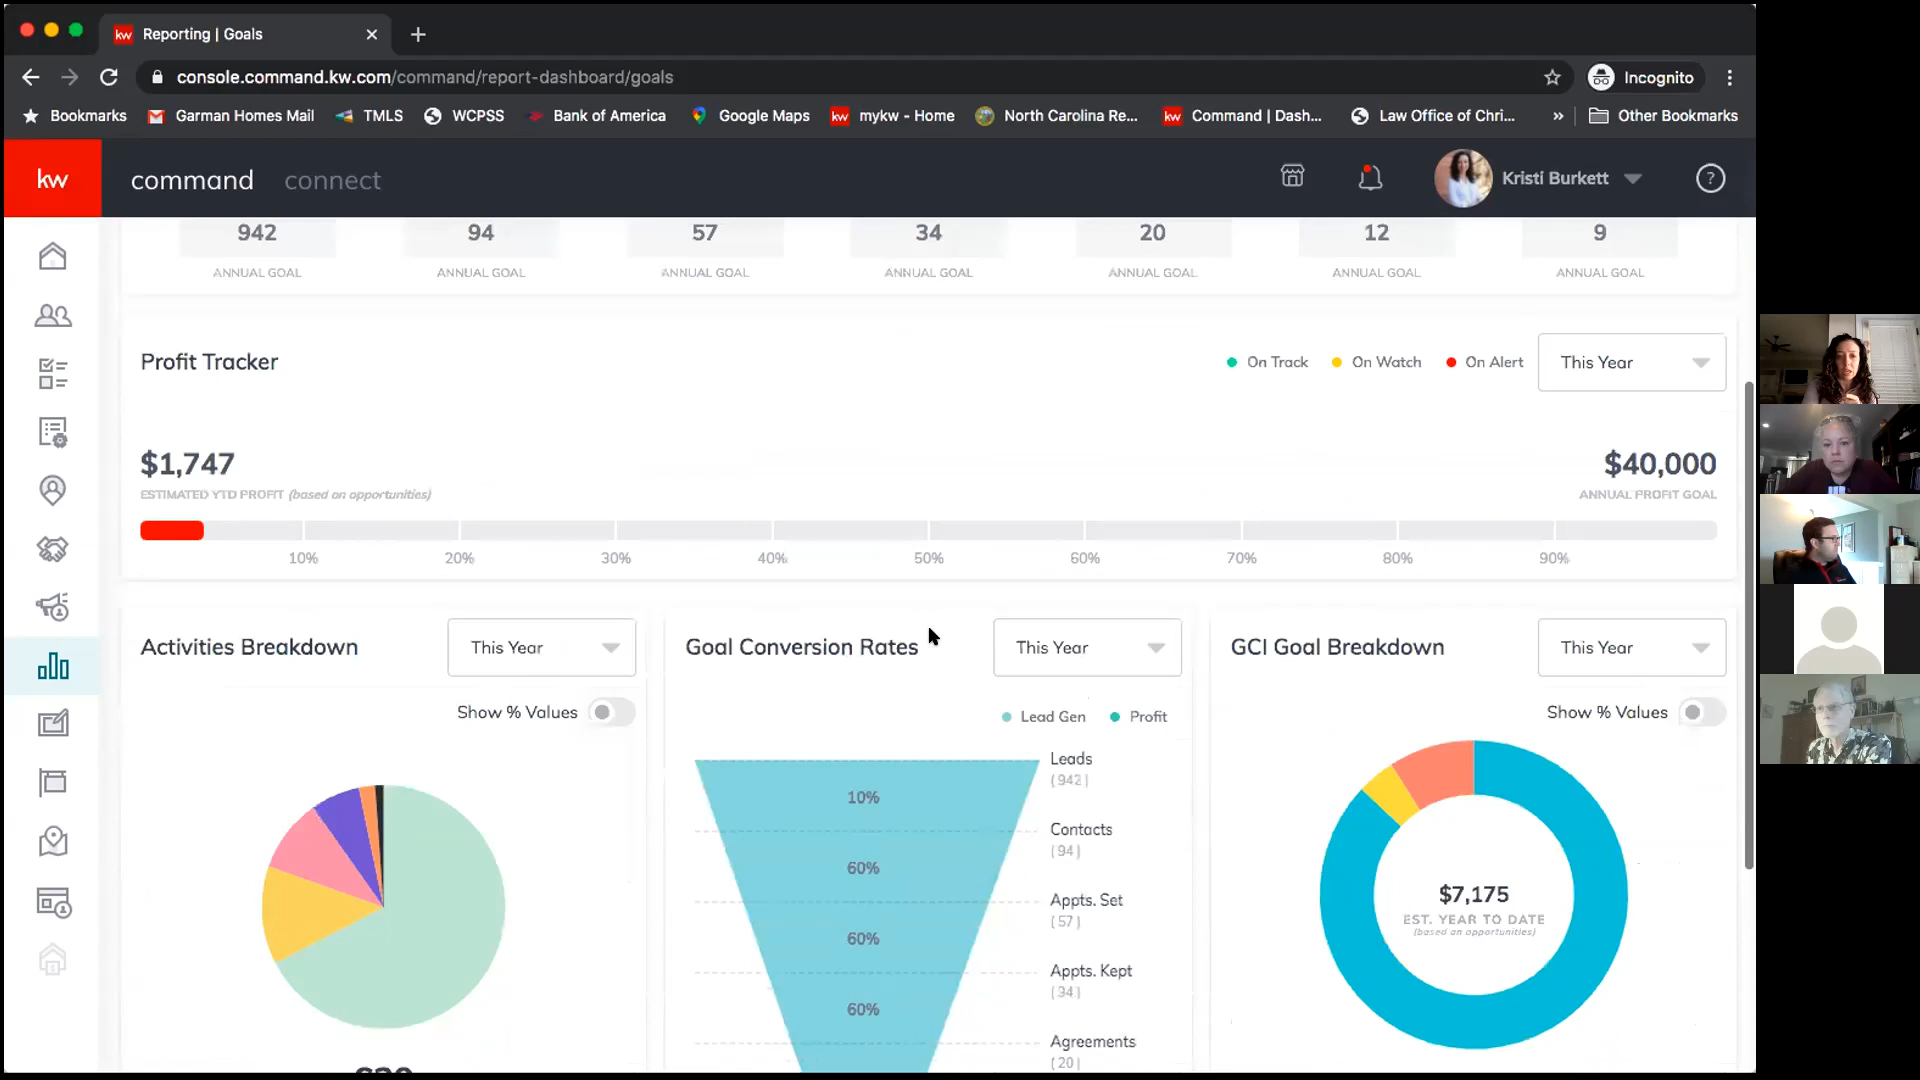 kw Reporting | Goals
console.command.kw.com/command/report-dashboard/goals
Incognito
Bookmarks Garman Homes Mail TMLS WCPSS Bank of America Google Maps kw mykw - Home North Carolina Re... kw Command | Dash... Law Office of Chri... » Other Bookmarks
kw command connect Kristi Burkett ?
942 94 57 34 20 12 9
ANNUAL GOAL ANNUAL GOAL ANNUAL GOAL ANNUAL GOAL ANNUAL GOAL ANNUAL GOAL ANNUAL GOAL
Profit Tracker On Track On Watch On Alert This Year
$1,747 $40,000
ESTIMATED YTD PROFIT (based on opportunities) ANNUAL PROFIT GOAL
10% 20% 30% 40% 50% 60% 70% 80% 90%
Activities Breakdown This Year
Show % Values
Goal Conversion Rates This Year
Lead Gen Profit
Leads
(942)
10%
Contacts
(94)
60%
Appts. Set
(57)
60%
Appts. Kept
(34)
60%
Agreements
(20)
GCI Goal Breakdown This Year
Show % Values
$7,175
EST. YEAR TO DATE
(based on opportunities)